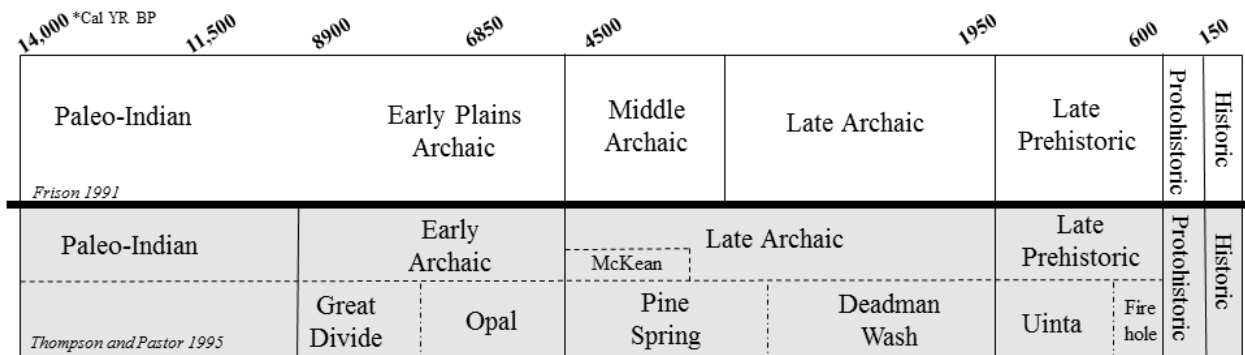 14,000 *Cal YR BP 11,500 8900 6850 4500 1950 600 150
Paleo-Indian
Early Plains
Archaic
Middle
Archaic
Late Archaic
Late
Prehistoric
Protohistoric
Historic
Frison 1991
Paleo-Indian
Early
Archaic
McKean
Late Archaic
Late
Prehistoric
Protohistoric
Historic
Great
Divide
Opal
Pine
Spring
Deadman
Wash
Uinta
Fire
hole
Thompson and Pastor 1995